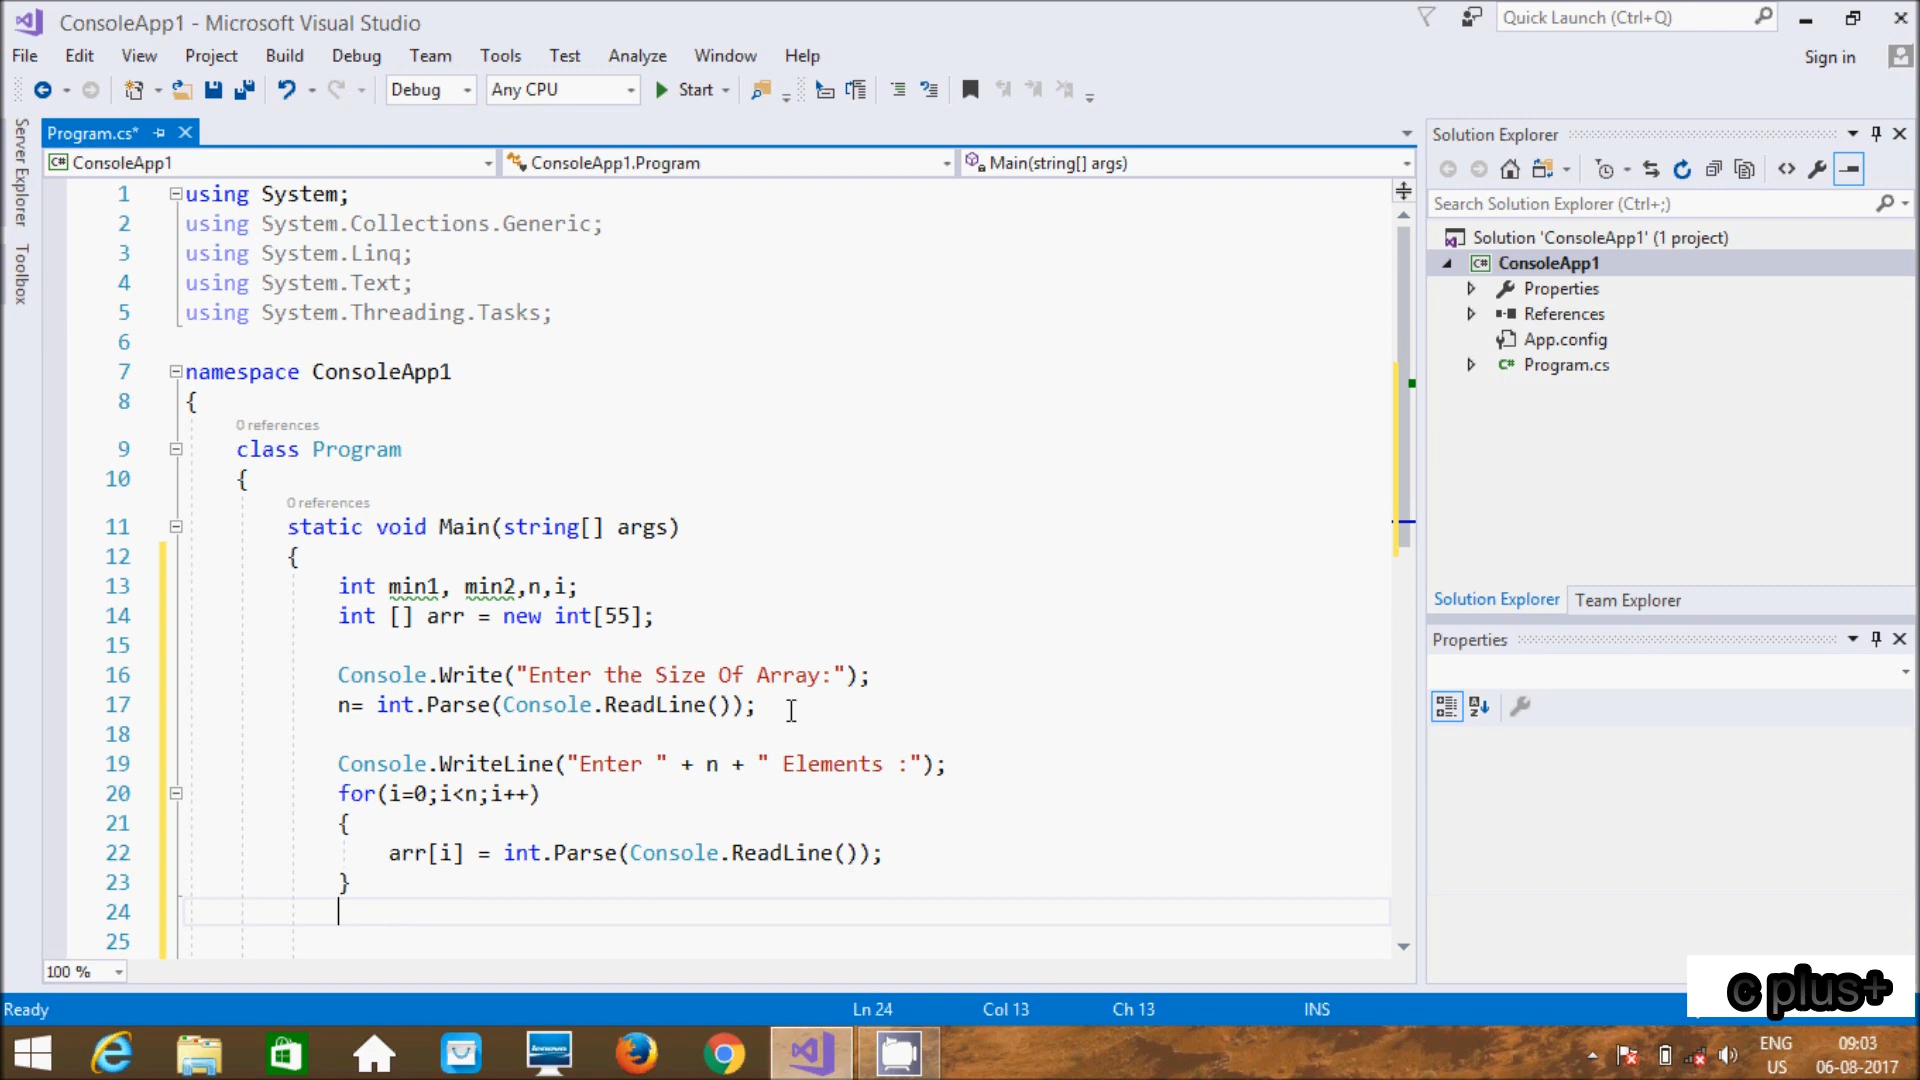 ConsoleApp1 - Microsoft Visual Studio
Quick Launch (Ctrl+Q)
File Edit View Project Build Debug Team Tools Test Analyze Window Help
Sign in
Debug Any CPU Start
Server Explorer
Toolbox
Program.cs*
ConsoleApp1 ConsoleApp1.Program Main(string[] args)
1 using System;
2 using System.Collections.Generic;
3 using System.Linq;
4 using System.Text;
5 using System.Threading.Tasks;
6
7 namespace ConsoleApp1
8 {
0 references
9 class Program
10 {
0 references
11 static void Main(string[] args)
12 {
13 int min1, min2,n,i;
14 int [] arr = new int[55];
15
16 Console.Write("Enter the Size Of Array:");
17 n= int.Parse(Console.ReadLine());
18
19 Console.WriteLine("Enter " + n + " Elements :");
20 for(i=0;i<n;i++)
21 {
22 arr[i] = int.Parse(Console.ReadLine());
23 }
24
25
100 %
Solution Explorer
Search Solution Explorer (Ctrl+;)
Solution 'ConsoleApp1' (1 project)
C# ConsoleApp1
Properties
References
App.config
C# Program.cs
Solution Explorer Team Explorer
Properties
c plus+
Ready Ln 24 Col 13 Ch 13 INS
lenovo
ENG
US
09:03
06-08-2017